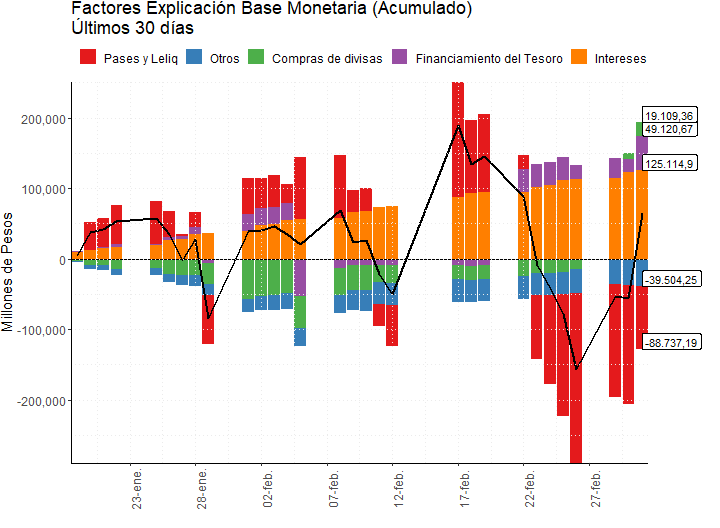 Factores Explicación Base Monetaria (Acumulado)
Últimos 30 días
Pases y Leliq Otros Compras de divisas Financiamiento del Tesoro Intereses
Millones de Pesos
200,000
100,000
0
-100,000
-200,000
19.109,36
49.120,67
125.114,9
-39.504,25
-88.737,19
23-ene.
28-ene.
02-feb.
07-feb.
12-feb.
17-feb.
22-feb.
27-feb.